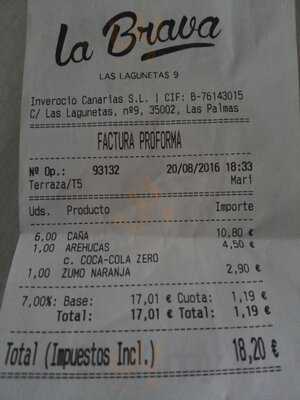 La Brava
LAS LAGUNETAS 9
Inverocio Canarias S.L. | CIF: B-76143015
C/ Las Lagunetas, nº9, 35002, Las Palmas
FACTURA PROFORMA
Nº Op.: 93132 20/08/2016 18:33
Terraza/T5 Mari
Uds. Producto Importe
6,00 CAÑA 10,80 €
1,00 AREHUCAS 4,50 €
c. COCA-COLA ZERO
1,00 ZUMO NARANJA 2,90 €
7,00%: Base: 17,01 € Cuota: 1,19 €
Total: 17,01 € Total: 1,19 €
Total (Impuestos Incl.) 18,20 €